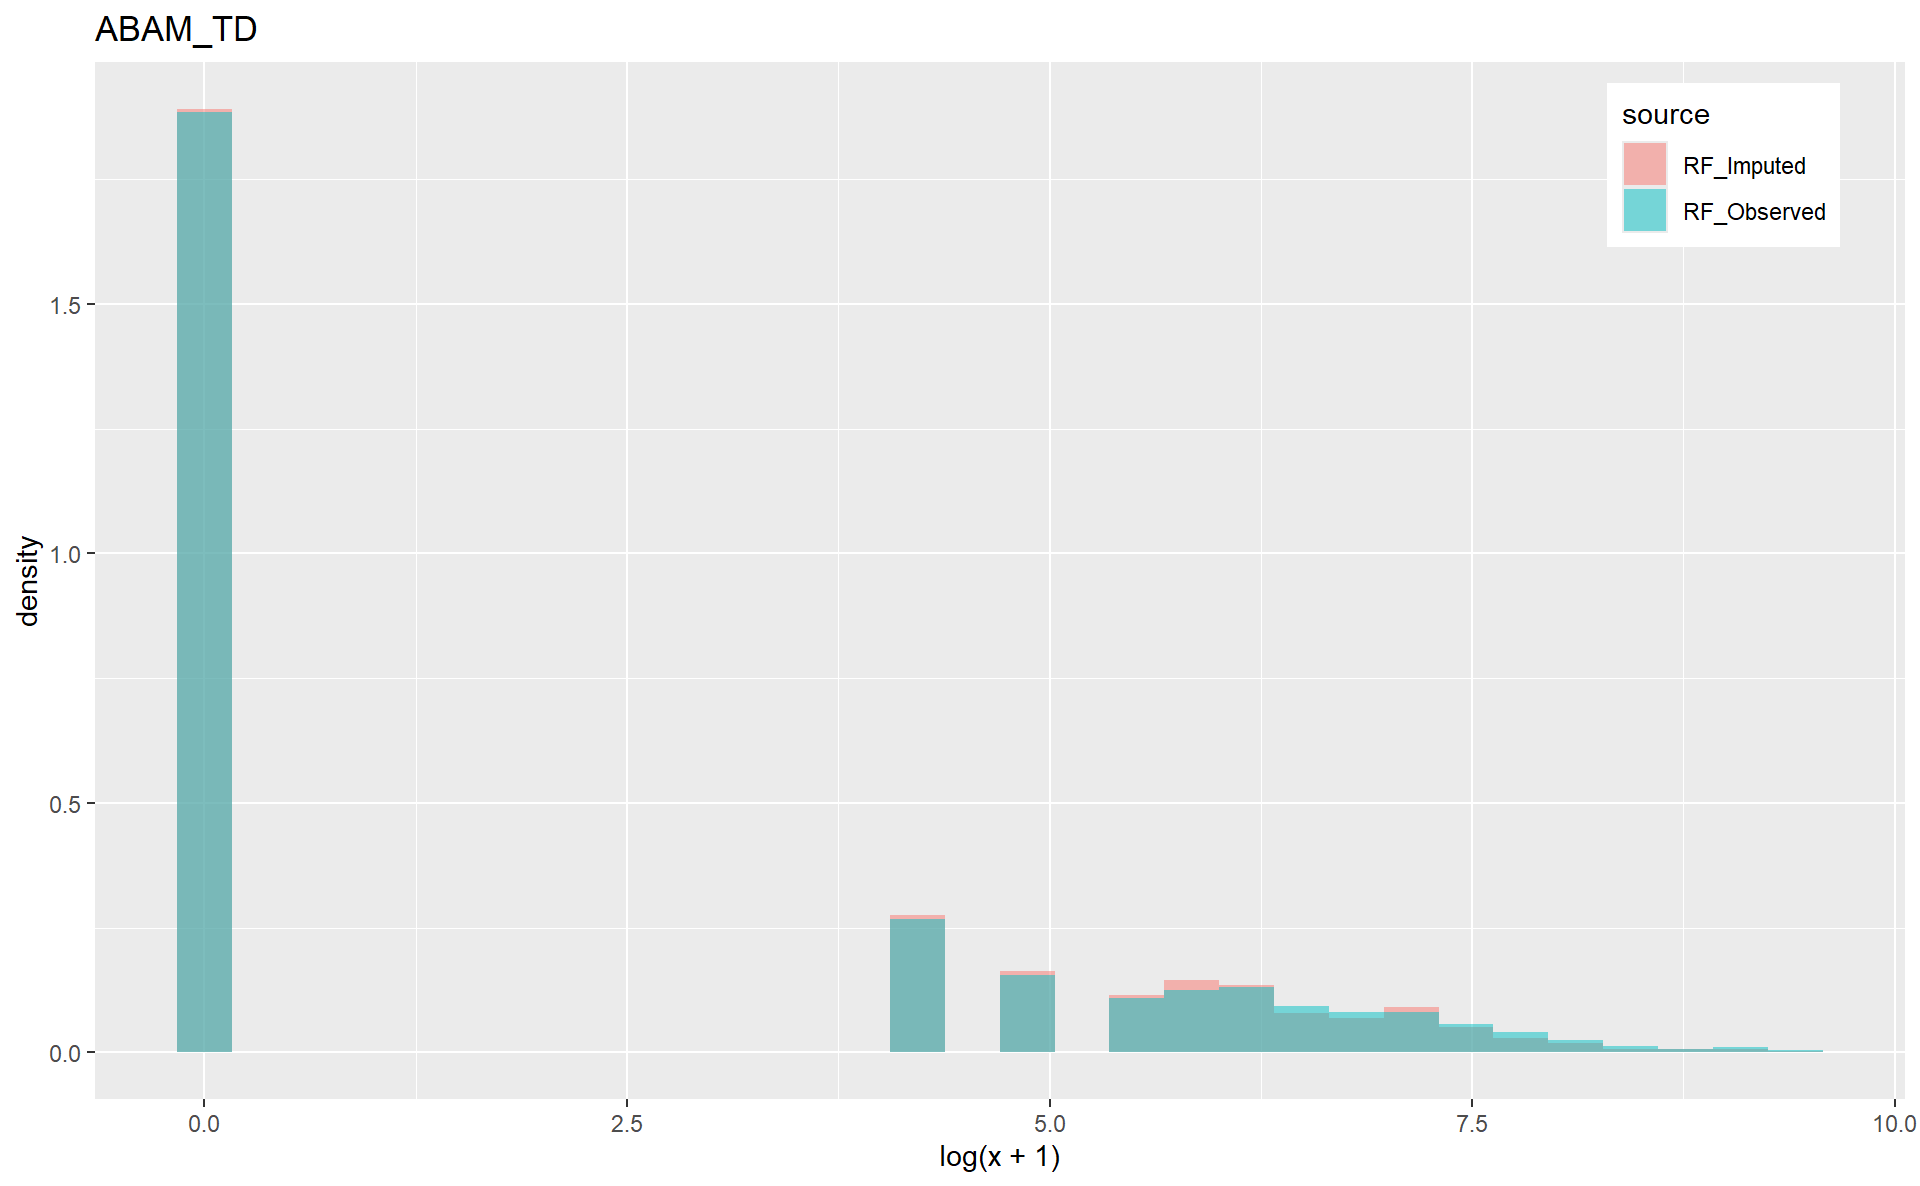 ABAM_TD
source
RF_Imputed
RF_Observed
density
1.5
1.0
0.5
0.0
0.0 2.5 5.0 7.5 10.0
log(x + 1)